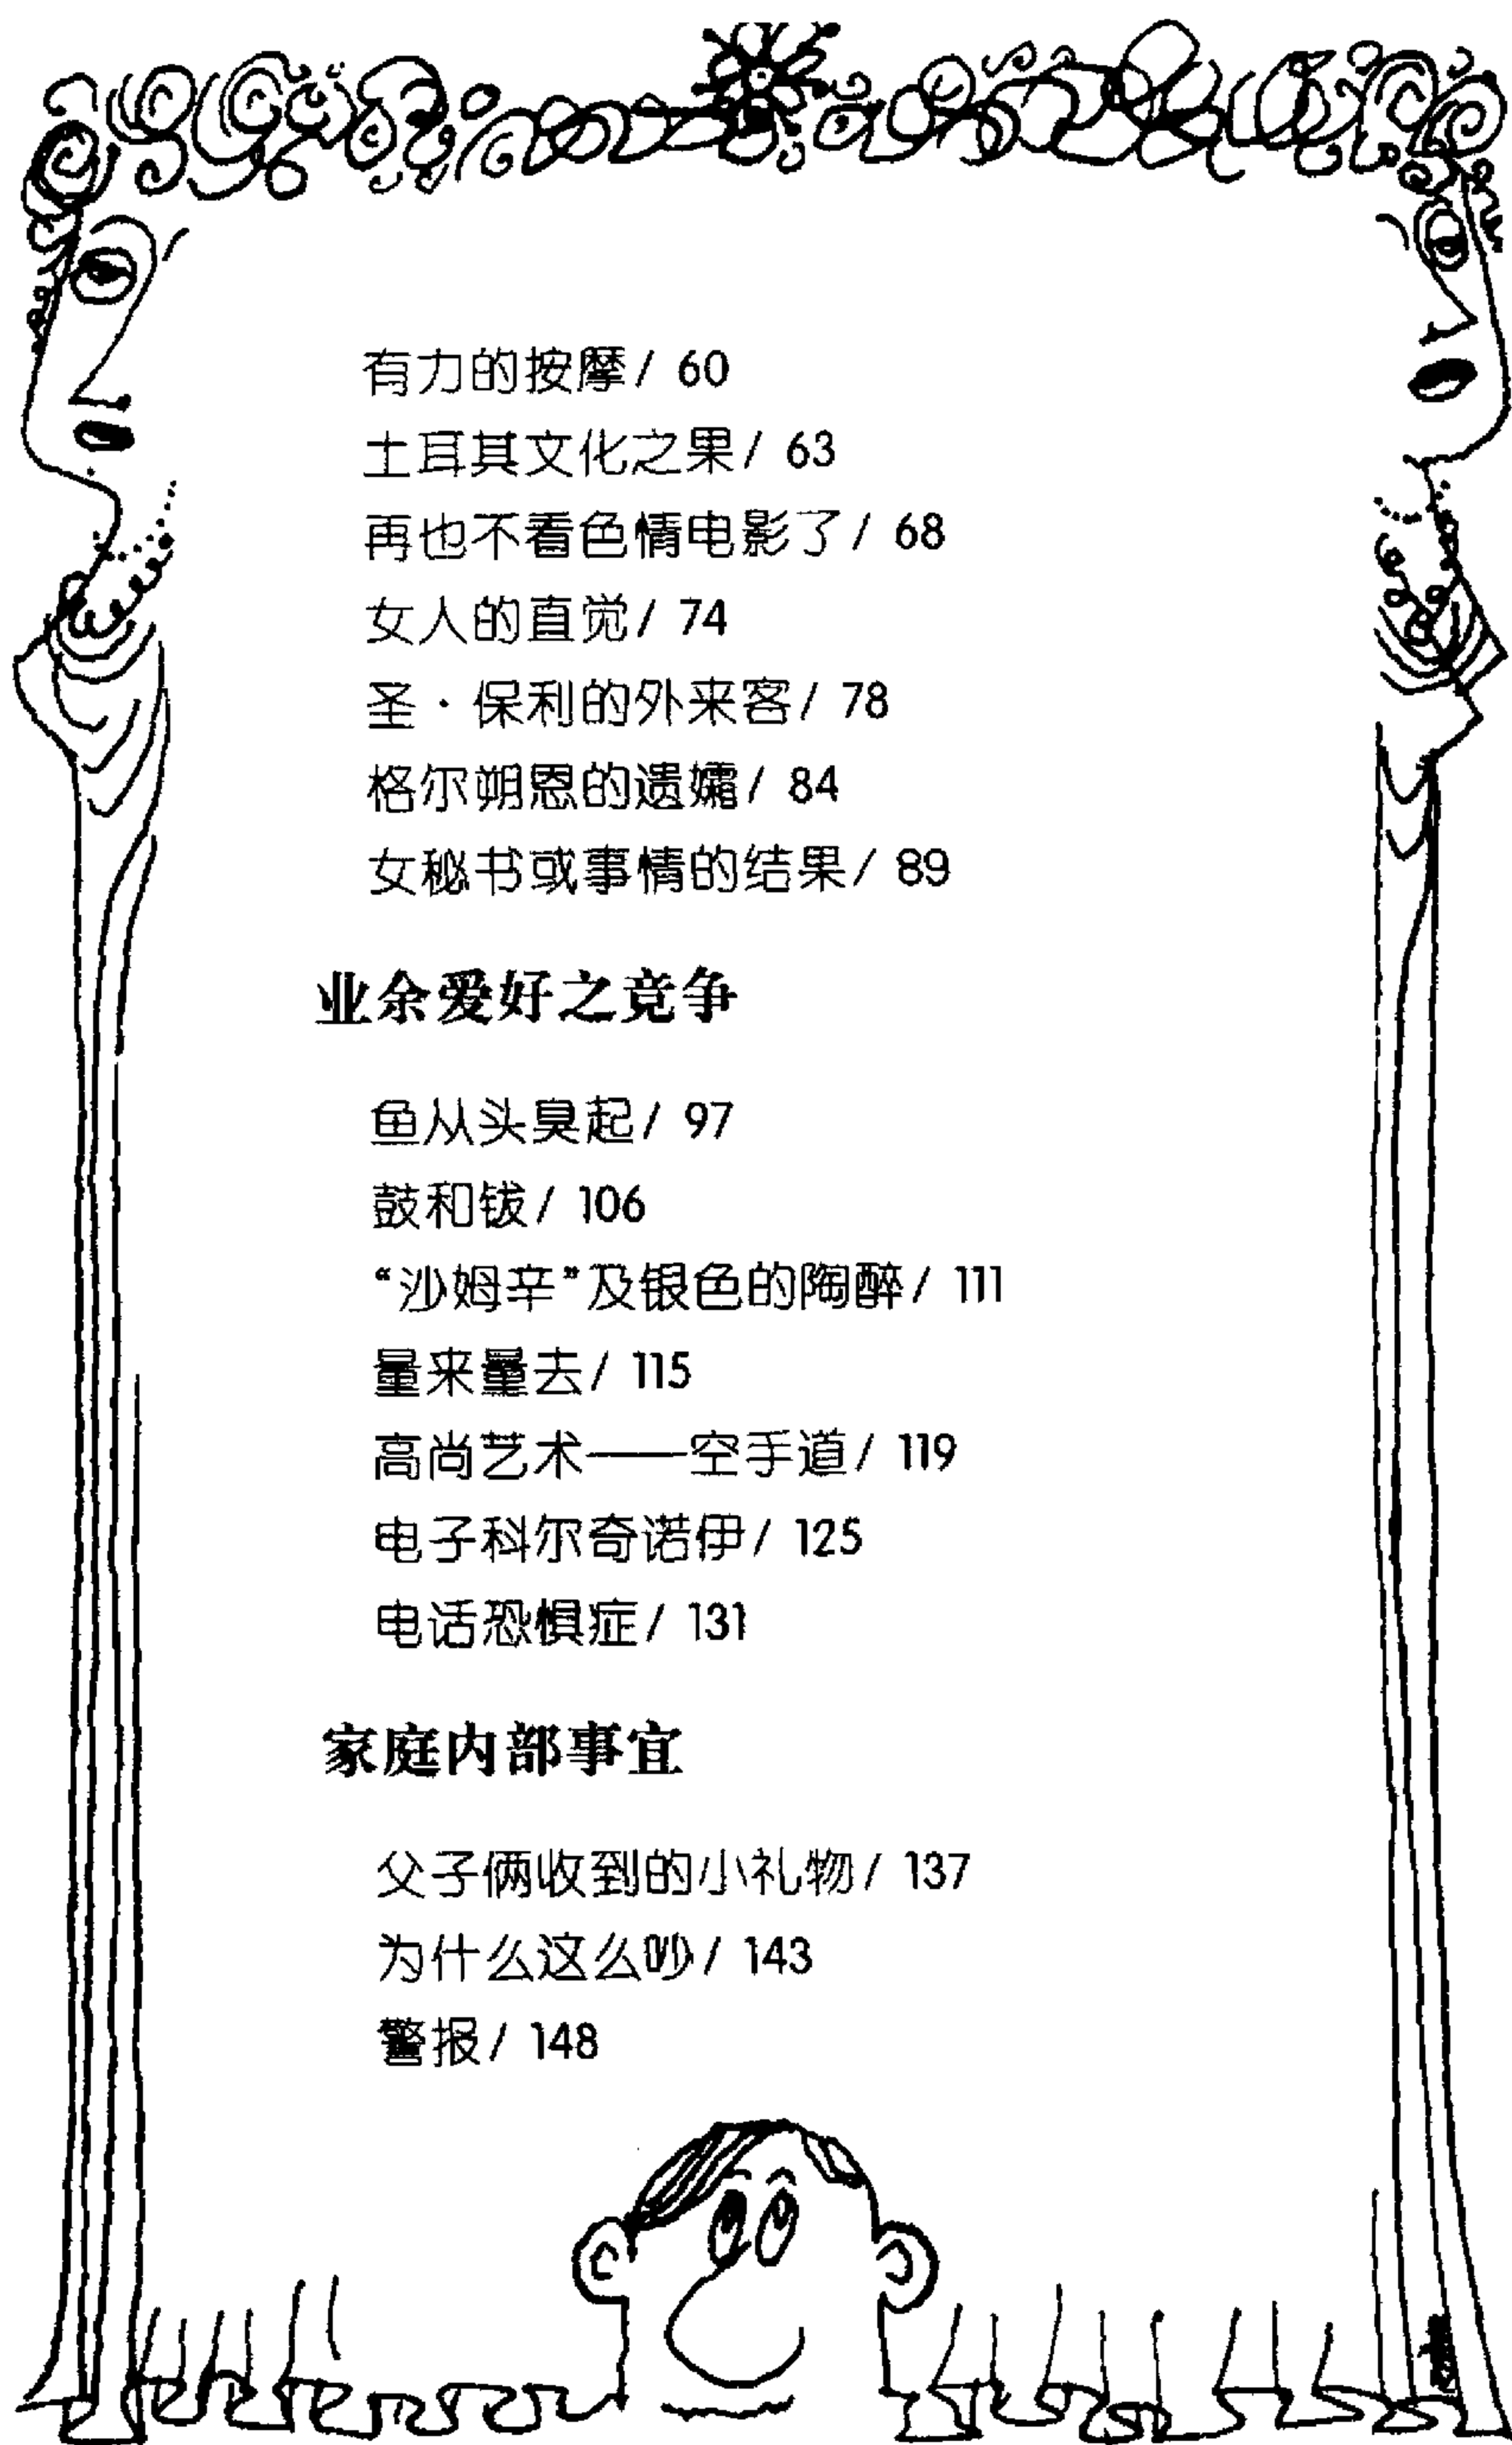 有力的按摩/ 60
土耳其文化之果/ 63
再也不看色情电影了/ 68
女人的直觉/ 74
圣·保利的外来客/ 78
格尔朔恩的遗孀/ 84
女秘书或事情的结果/ 89
业余爱好之竞争
鱼从头臭起/ 97
鼓和钹/ 106
“沙姆辛”及银色的陶醉/ 111
量来量去/ 115
高尚艺术——空手道/ 119
电子科尔奇诺伊/ 125
电话恐惧症/ 131
家庭内部事宜
父子俩收到的小礼物/ 137
为什么这么吵/ 143
警报/ 148